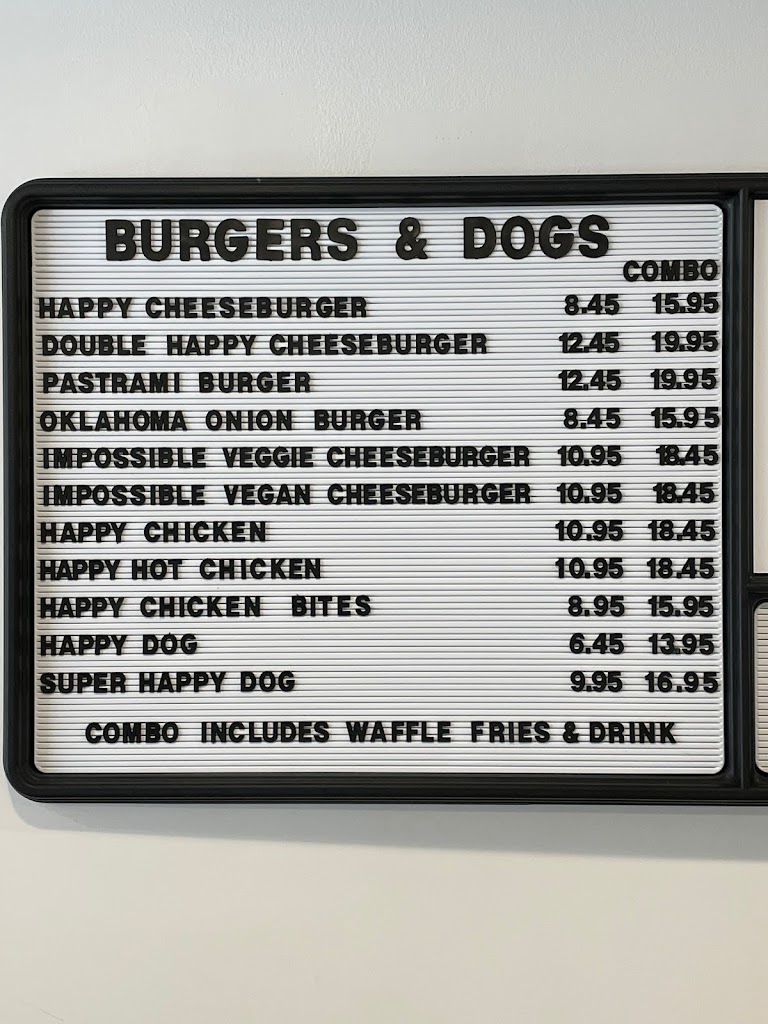 BURGERS & DOGS
COMBO
HAPPY CHEESEBURGER 8.45 15.95
DOUBLE HAPPY CHEESEBURGER 12.45 19.95
PASTRAMI BURGER 12.45 19.95
OKLAHOMA ONION BURGER 8.45 15.95
IMPOSSIBLE VEGGIE CHEESEBURGER 10.95 18.45
IMPOSSIBLE VEGAN CHEESEBURGER 10.95 18.45
HAPPY CHICKEN 10.95 18.45
HAPPY HOT CHICKEN 10.95 18.45
HAPPY CHICKEN BITES 8.95 15.95
HAPPY DOG 6.45 13.95
SUPER HAPPY DOG 9.95 16.95
COMBO INCLUDES WAFFLE FRIES & DRINK